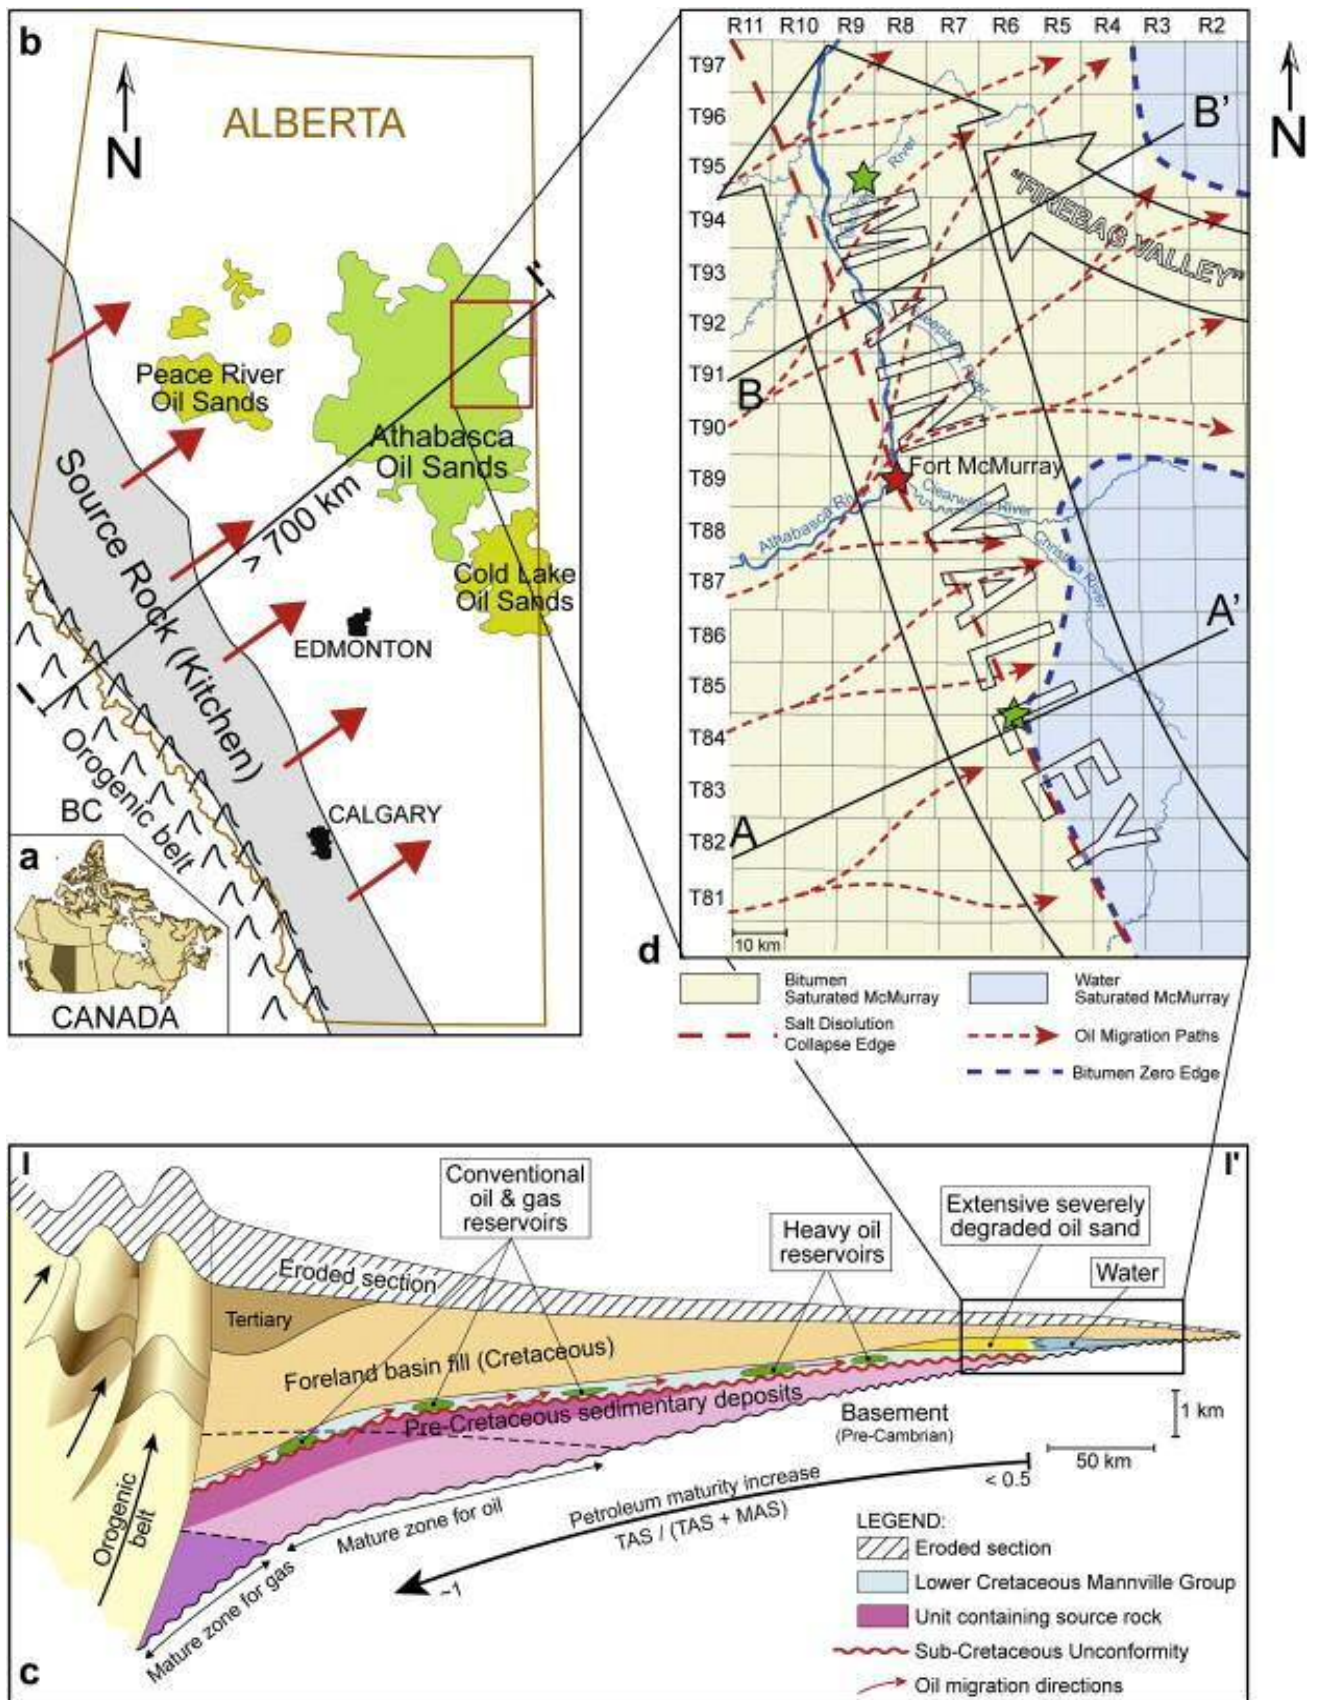 b
N
ALBERTA
I'
Peace River
Oil Sands
Athabasca
Oil Sands
> 700 km
Source Rock (Kitchen)
Cold Lake
Oil Sands
EDMONTON
I
Orogenic belt
BC
CALGARY
a
CANADA
R11 R10 R9 R8 R7 R6 R5 R4 R3 R2
T97
T96
T95
T94
T93
T92
T91
T90
T89
T88
T87
T86
T85
T84
T83
T82
T81
N
B'
River
"FIREBAG VALLEY"
MAIN VALLEY
River
B
Fort McMurray
Clearwater River
Athabasca
Christina River
A'
A
10 km
d
Bitumen
Saturated McMurray
Water
Saturated McMurray
Salt Disolution
Collapse Edge
Oil Migration Paths
Bitumen Zero Edge
I
I'
Conventional
oil & gas
reservoirs
Heavy oil
reservoirs
Extensive severely
degraded oil sand
Water
Eroded section
Tertiary
Foreland basin fill (Cretaceous)
Pre-Cretaceous sedimentary deposits
Basement
(Pre-Cambrian)
1 km
50 km
< 0.5
Orogenic
belt
Mature zone for oil
Petroleum maturity increase
TAS / (TAS + MAS)
~1
Mature zone for gas
LEGEND:
Eroded section
Lower Cretaceous Mannville Group
Unit containing source rock
Sub-Cretaceous Unconformity
Oil migration directions
c